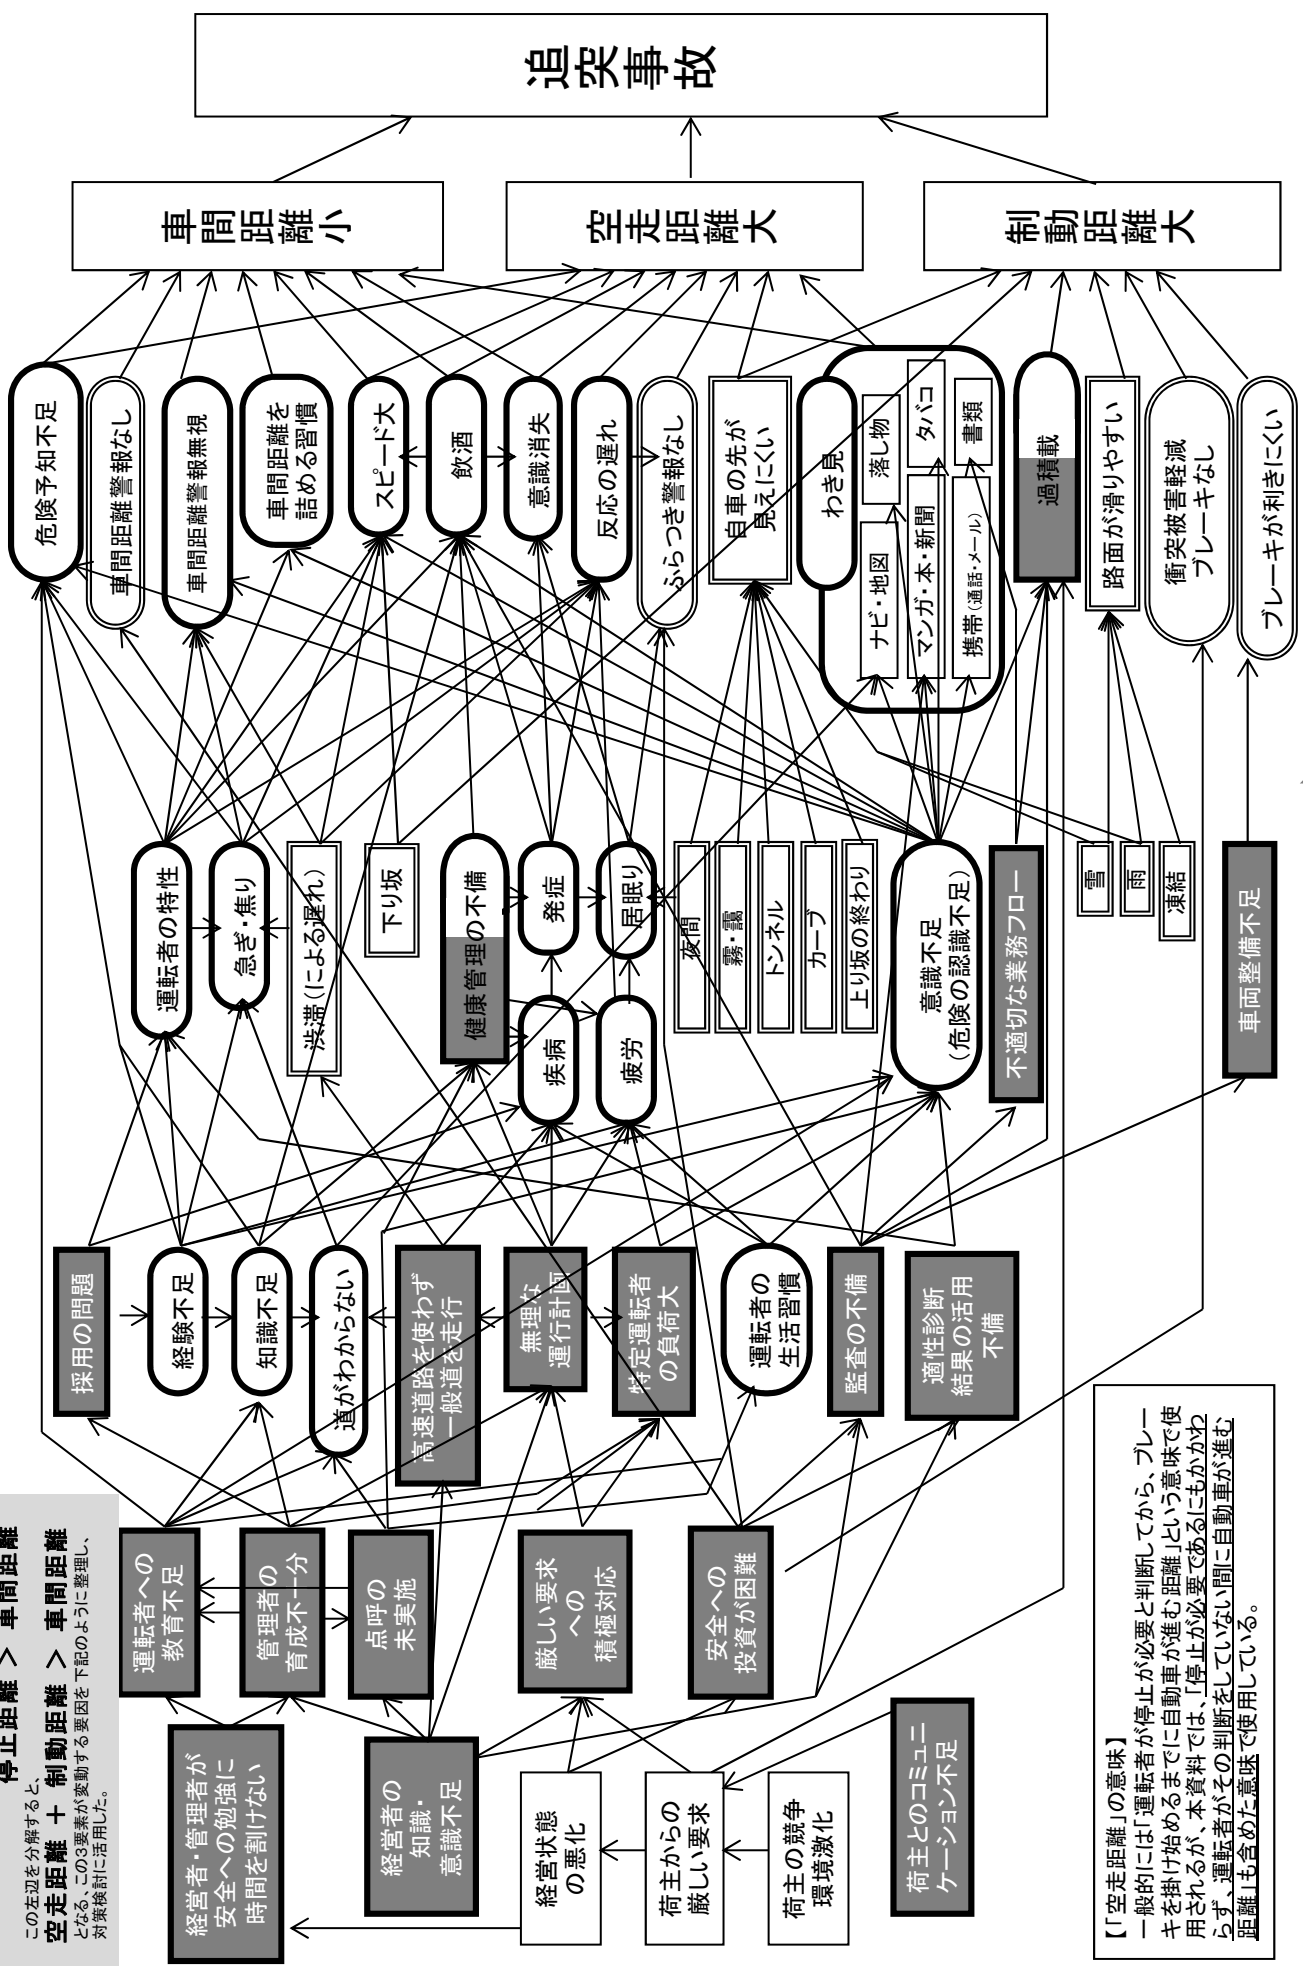 停止距離 > 車間距離
この左辺を分解すると、
空走距離 + 制動距離 > 車間距離
となる、この3要素が変動する要因を下記のように整理し、
対策検討に活用した。
追突事故
車間距離小
空走距離大
制動距離大
危険予知不足
車間距離警報なし
車間距離警報無視
車間距離を
詰める習慣
スピード大
飲酒
意識消失
反応の遅れ
ふらつき警報なし
自車の先が
見えにくい
わき見
落し物
タバコ
書類
ナビ・地図
マンガ・本・新聞
携帯(通話・メール)
過積載
路面が滑りやすい
衝突被害軽減
ブレーキなし
ブレーキが利きにくい
運転者の特性
急ぎ・焦り
渋滞(による遅れ)
下り坂
健康管理の不備
発症
居眠り
疾病
疲労
夜間
霧・靄
トンネル
カーブ
上り坂の終わり
意識不足
(危険の認識不足)
不適切な業務フロー
雪
雨
凍結
車両整備不足
採用の問題
経験不足
知識不足
道がわからない
高速道路を使わず
一般道を走行
無理な
運行計画
特定運転者
の負荷大
運転者の
生活習慣
監査の不備
適性診断
結果の活用
不備
運転者への
教育不足
管理者の
育成不十分
点呼の
未実施
厳しい要求
への
積極対応
安全への
投資が困難
経営者・管理者が
安全への勉強に
時間を割けない
経営者の
知識・
意識不足
経営状態
の悪化
荷主からの
厳しい要求
荷主の競争
環境激化
荷主とのコミュニ
ケーション不足
【「空走距離」の意味】
一般的には「運転者が停止が必要と判断してから、ブレー
キを掛け始めるまでに自動車が進む距離」という意味で使
用されるが、本資料では、「停止が必要であるにもかかわ
らず、運転者がその判断をしていない間に自動車が進む
距離」も含めた意味で使用している。